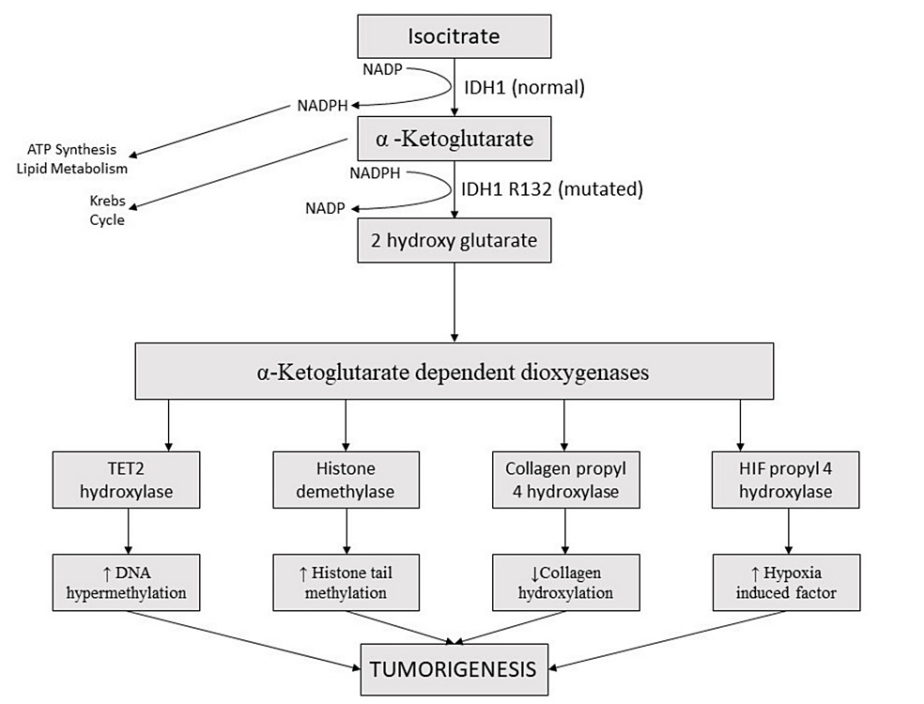 Isocitrate
NADP
IDH1 (normal)
NADPH
ATP Synthesis
Lipid Metabolism
α -Ketoglutarate
NADPH
IDH1 R132 (mutated)
Krebs
Cycle
NADP
2 hydroxy glutarate
α-Ketoglutarate dependent dioxygenases
TET2
hydroxylase
Histone
demethylase
Collagen propyl
4 hydroxylase
HIF propyl 4
hydroxylase
↑ DNA
hypermethylation
↑ Histone tail
methylation
↓Collagen
hydroxylation
↑ Hypoxia
induced factor
TUMORIGENESIS